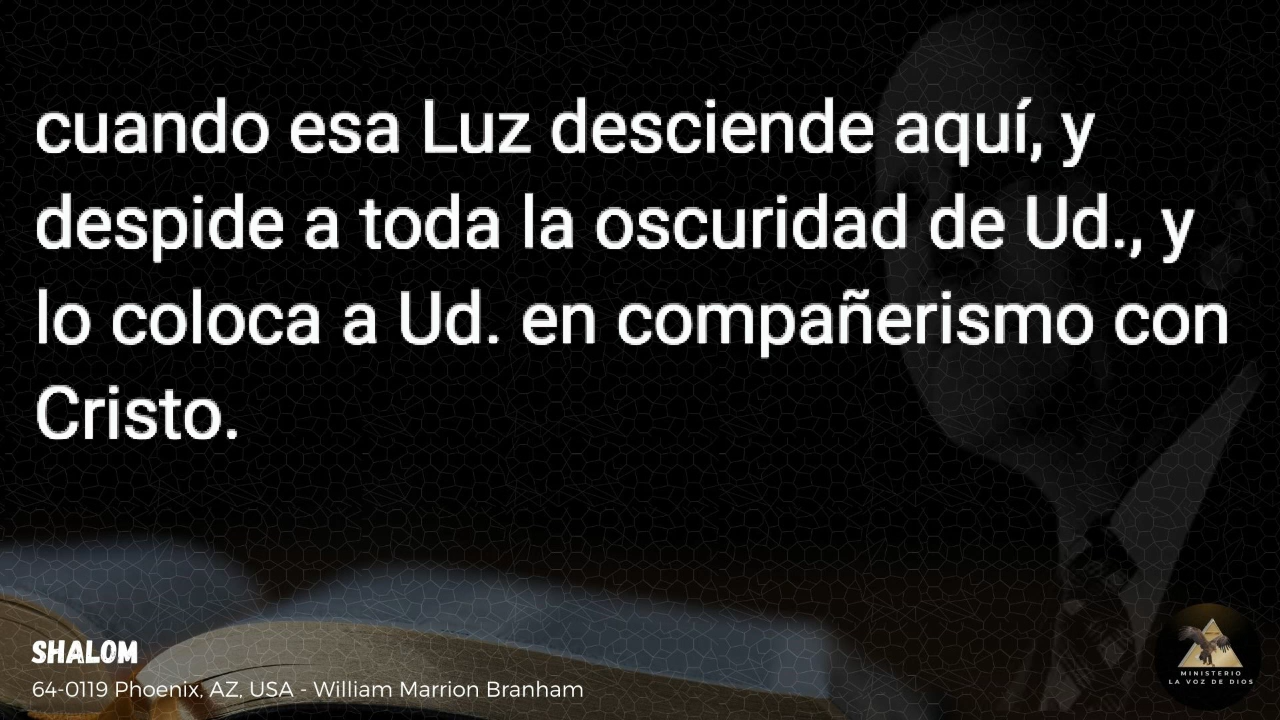 cuando esa Luz desciende aquí, y
despide a toda la oscuridad de Ud., y
lo coloca a Ud. en compañerismo con
Cristo.
SHALOM
64-0119 Phoenix, AZ, USA - William Marrion Branham
MINISTERIO
LA VOZ DE DIOS